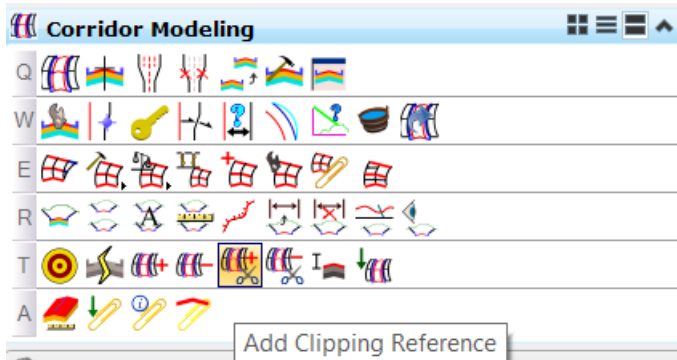 Corridor Modeling
Q
W
E
R
A
T
I
A
Add Clipping Reference